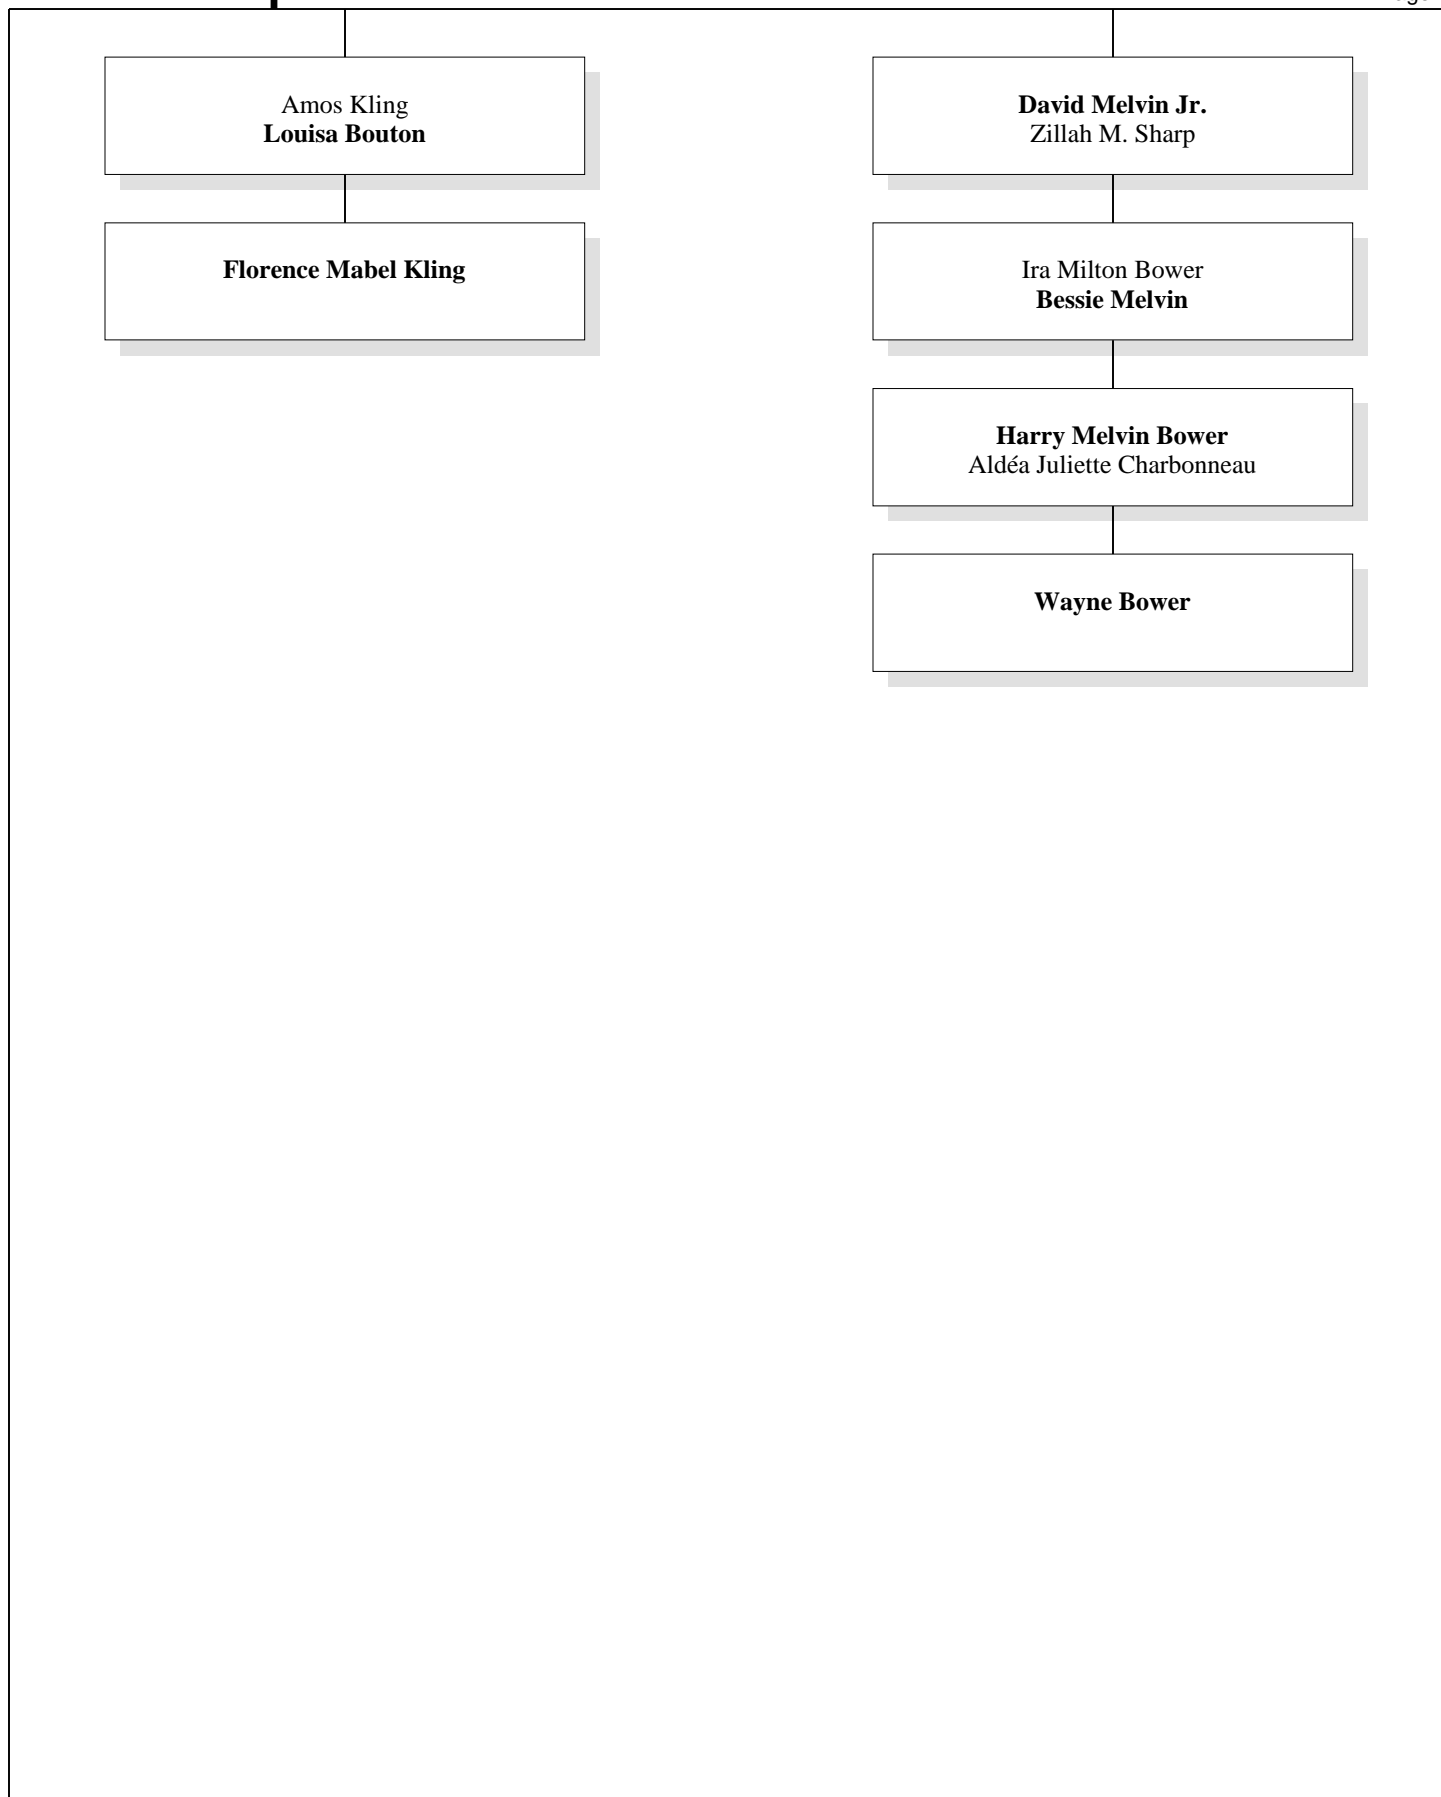 Amos Kling
Louisa Bouton
Florence Mabel Kling
David Melvin Jr.
Zillah M. Sharp
Ira Milton Bower
Bessie Melvin
Harry Melvin Bower
Aldéa Juliette Charbonneau
Wayne Bower